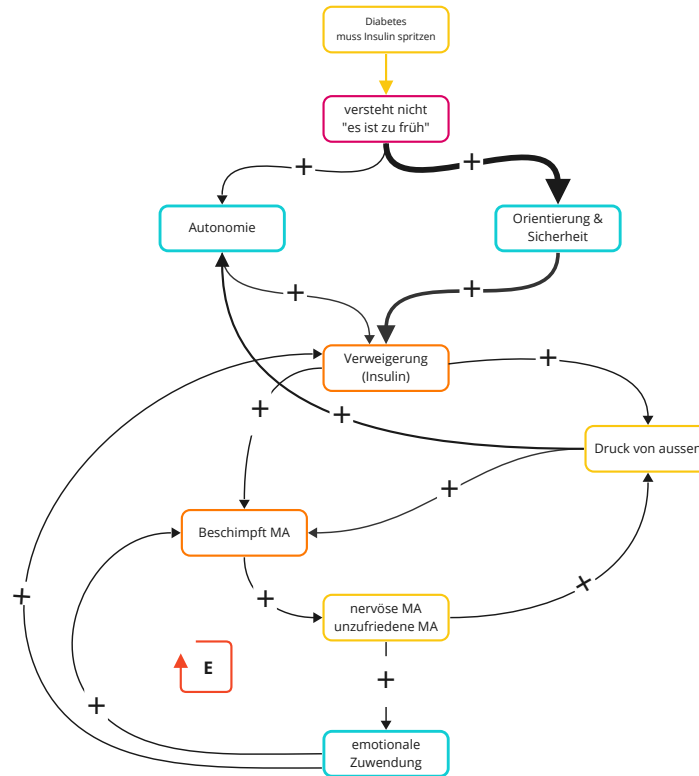 Diabetes
muss Insulin spritzen
versteht nicht
"es ist zu früh"
+
+
Autonomie
Orientierung &
Sicherheit
+
+
Verweigerung
(Insulin)
+
+
+
Druck von aussen
+
Beschimpft MA
+
+
+
nervöse MA
unzufriedene MA
E
+
+
emotionale
Zuwendung